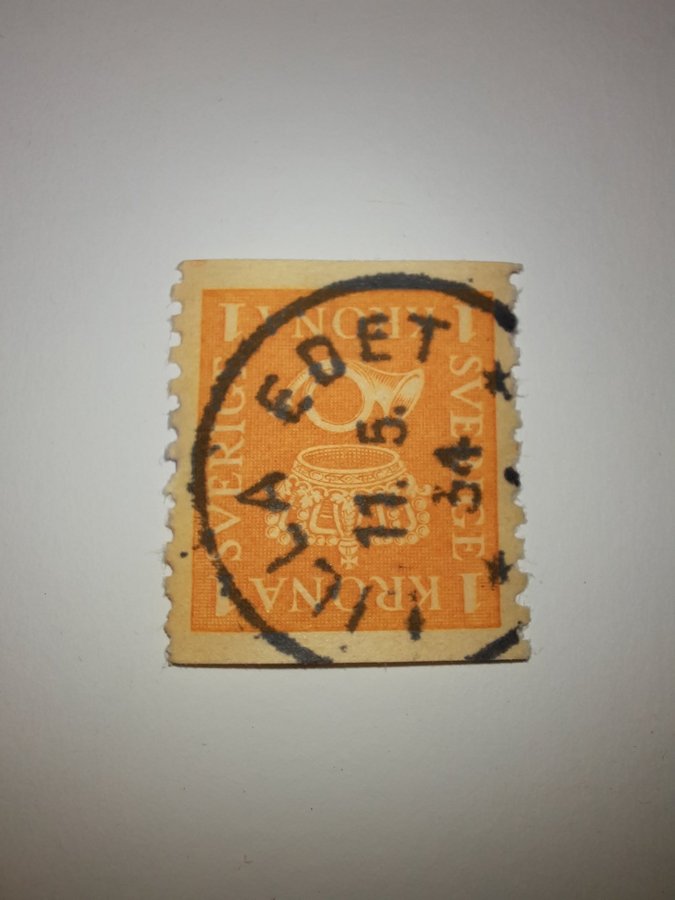 1 KRONA 1
SVERIGE
SVERIGE
1 KRONA 1
LILLA EDET
11. 5.
34